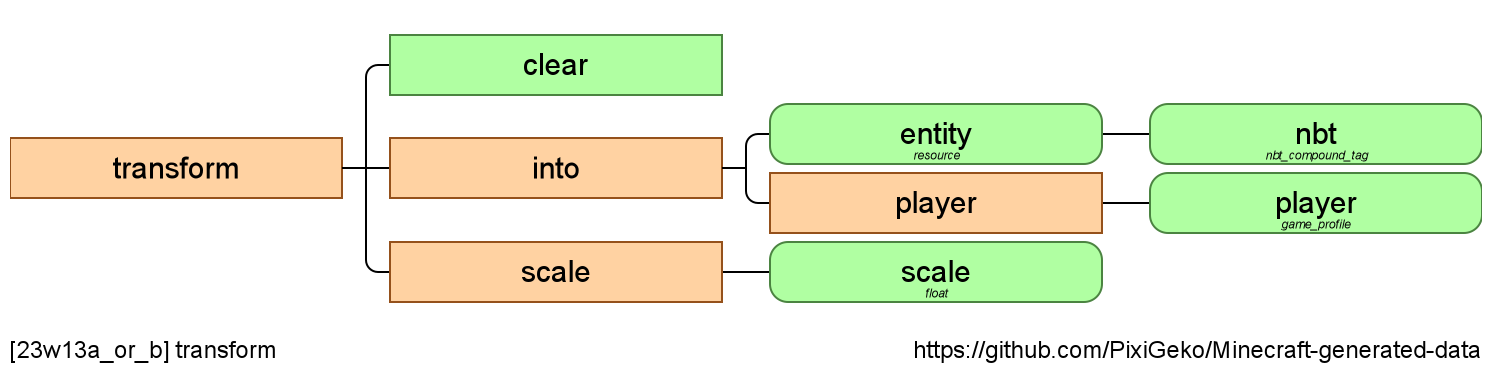 clear
entity
resource
nbt
nbt_compound_tag
transform
into
player
player
game_profile
scale
scale
float
[23w13a_or_b] transform
https://github.com/PixiGeko/Minecraft-generated-data